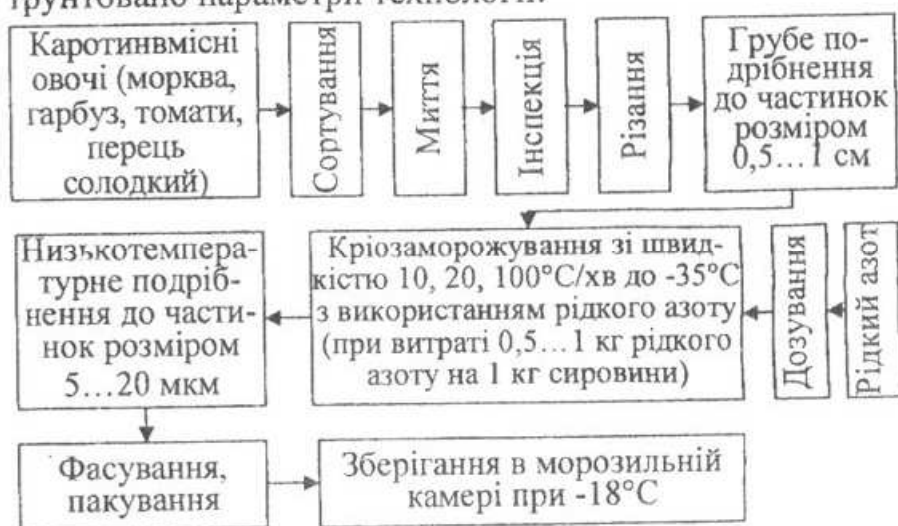 ґрунтовано параметри технології.
Каротинвмісні
овочі (морква,
гарбуз, томати,
перець
солодкий)
Сортування
Миття
Інспекція
Різання
Грубе по-
дрібнення
до частинок
розміром
0,5...1 см
Низькотемпера-
турне подріб-
нення до части-
нок розміром
5...20 мкм
Кріозаморожування зі швид-
кістю 10, 20, 100°С/хв до -35°С
з використанням рідкого азоту
(при витраті 0,5...1 кг рідкого
азоту на 1 кг сировини)
Дозування
Рідкий азот
Фасування,
пакування
Зберігання в морозильній
камері при -18°С